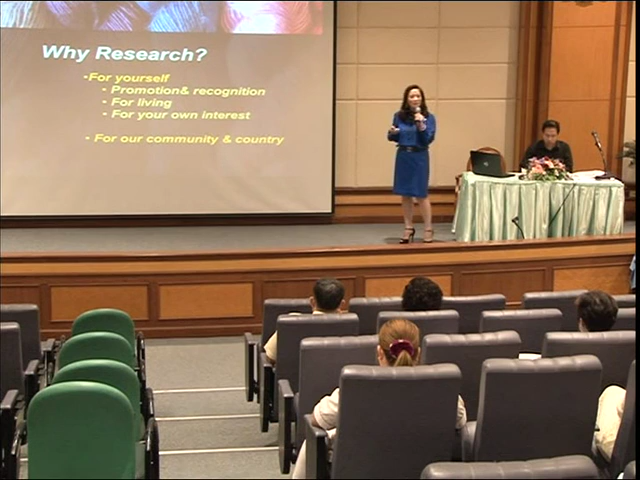 Why Research?
-For yourself
- Promotion& recognition
- For living
- For your own interest
- For our community & country